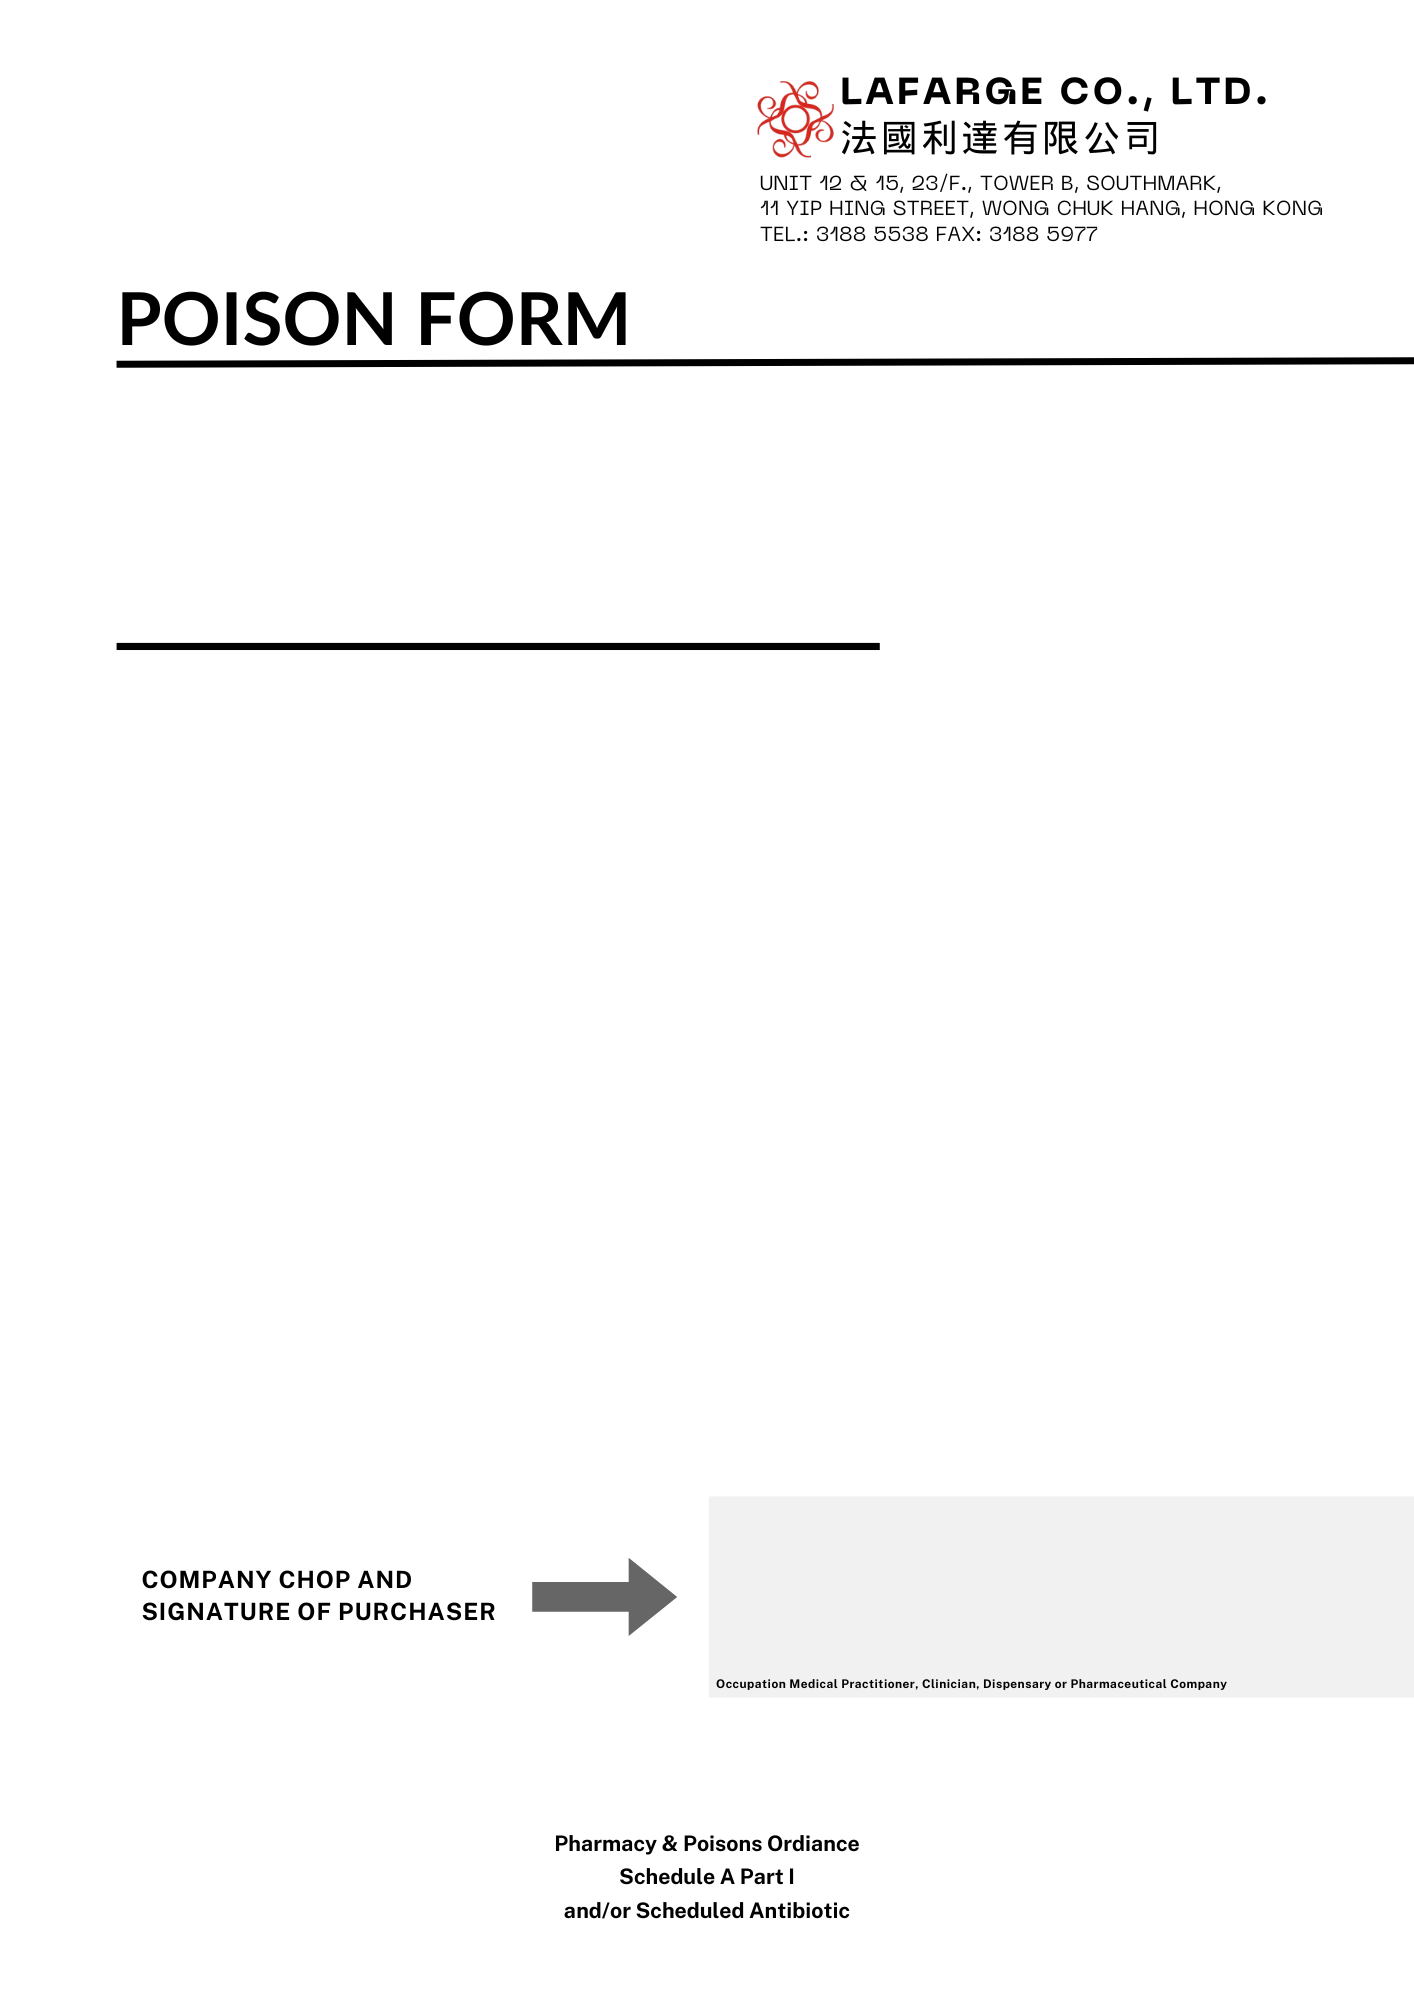 LAFARGE CO., LTD.
法國利達有限公司
UNIT 12 & 15, 23/F., TOWER B, SOUTHMARK,
11 YIP HING STREET, WONG CHUK HANG, HONG KONG
TEL.: 3188 5538 FAX: 3188 5977
POISON FORM
COMPANY CHOP AND
SIGNATURE OF PURCHASER
Occupation Medical Practitioner, Clinician, Dispensary or Pharmaceutical Company
Pharmacy & Poisons Ordiance
Schedule A Part I
and/or Scheduled Antibiotic